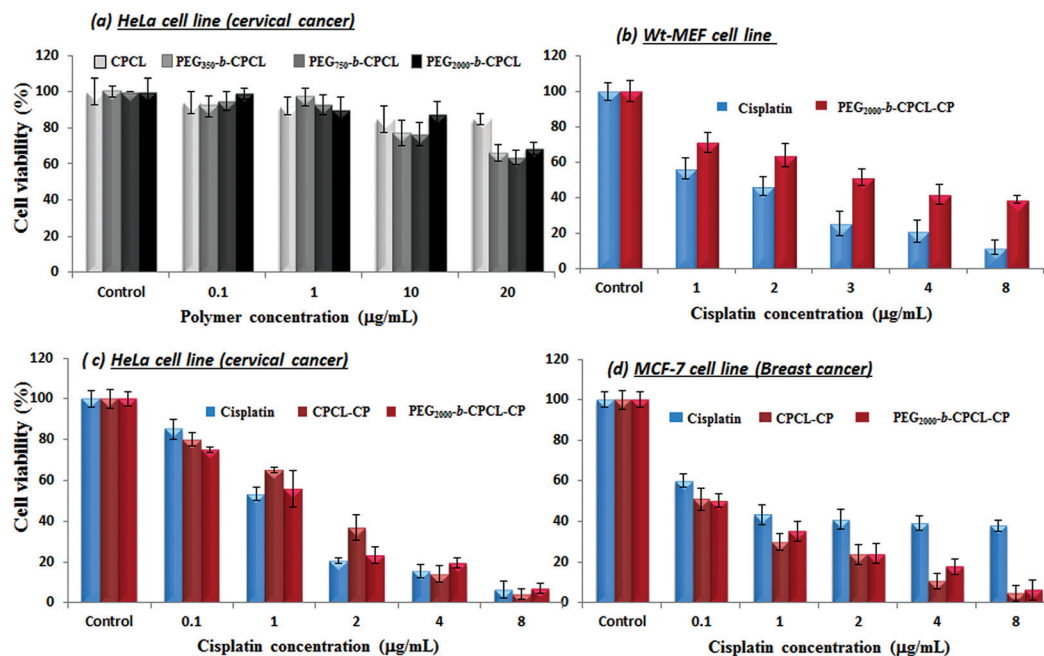 (a) HeLa cell line (cervical cancer)
CPCL PEG350-b-CPCL PEG750-b-CPCL PEG2000-b-CPCL
Cell viability (%)
120
100
80
60
40
20
0
Control 0.1 1 10 20
Polymer concentration (μg/mL)
(b) Wt-MEF cell line
Cisplatin PEG2000-b-CPCL-CP
120
100
80
60
40
20
0
Control 1 2 3 4 8
Cisplatin concentration (μg/mL)
( c) HeLa cell line (cervical cancer)
Cisplatin CPCL-CP PEG2000-b-CPCL-CP
Cell viability (%)
120
100
80
60
40
20
0
Control 0.1 1 2 4 8
Cisplatin concentration (μg/mL)
(d) MCF-7 cell line (Breast cancer)
Cisplatin CPCL-CP PEG2000-b-CPCL-CP
120
100
80
60
40
20
0
Control 0.1 1 2 4 8
Cisplatin concentration (μg/mL)